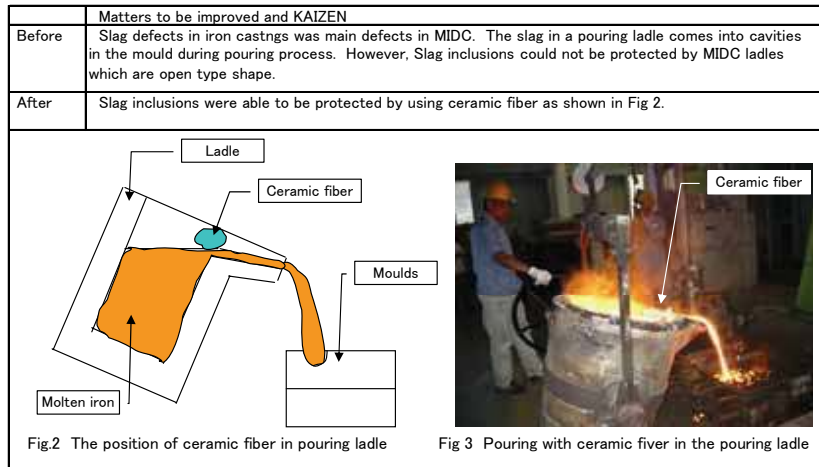 Matters to be improved and KAIZEN
Before
Slag defects in iron castngs was main defects in MIDC. The slag in a pouring ladle comes into cavities
in the mould during pouring process. However, Slag inclusions could not be protected by MIDC ladles
which are open type shape.
After
Slag inclusions were able to be protected by using ceramic fiber as shown in Fig 2.
Ladle
Ceramic fiber
Moulds
Molten iron
Fig.2 The position of ceramic fiber in pouring ladle
Ceramic fiber
Fig 3 Pouring with ceramic fiver in the pouring ladle